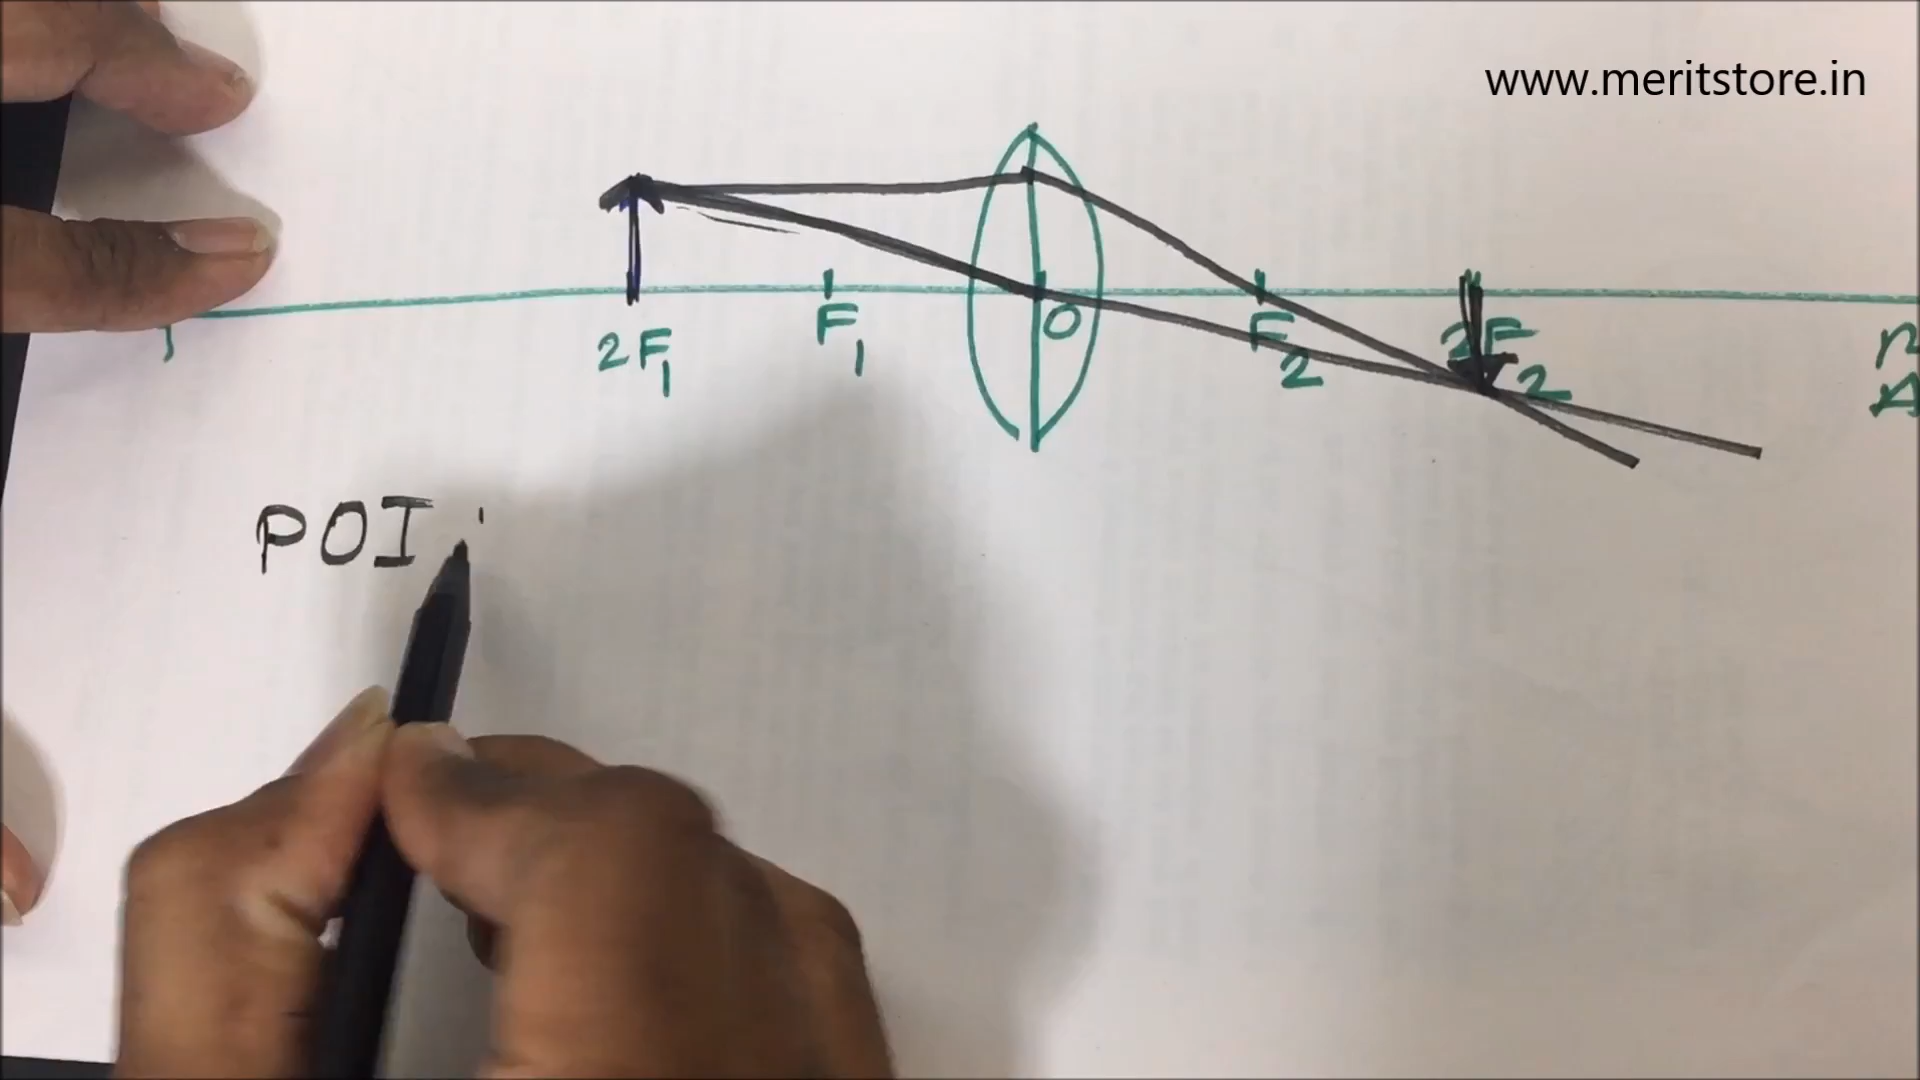 www.meritstore.in
2F₁ F₁ O F₂ 2F₂
POI :